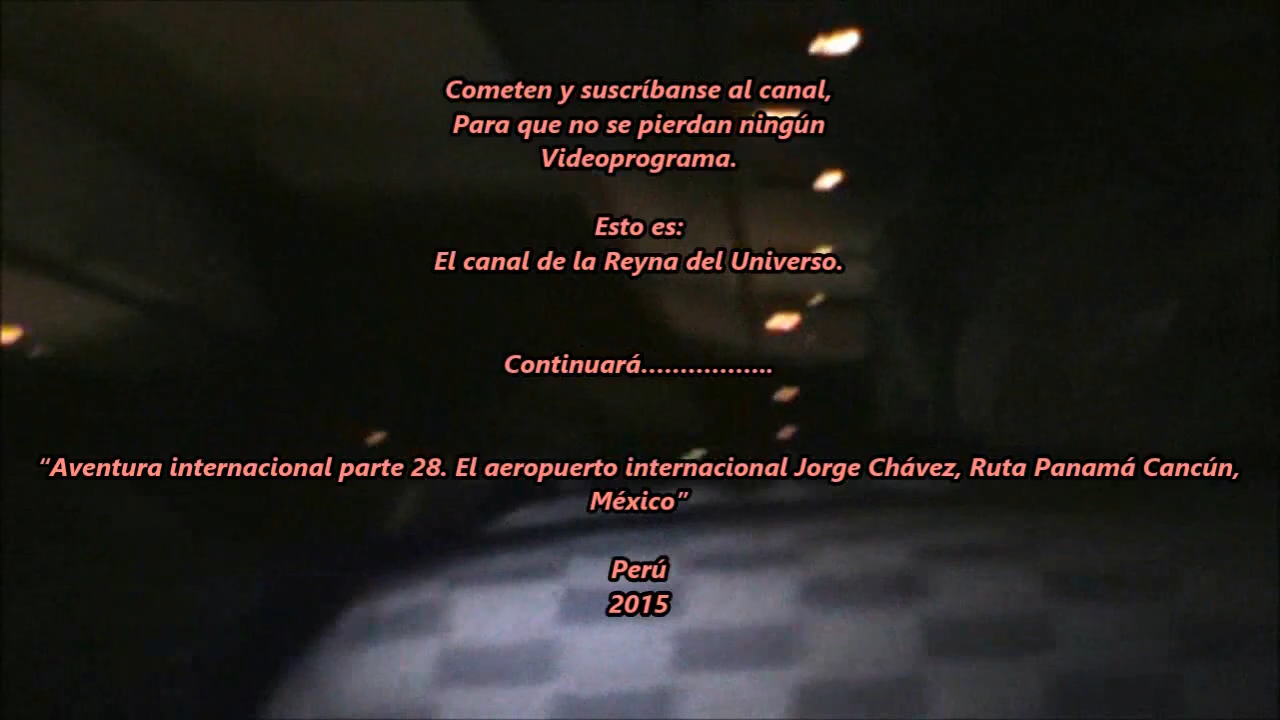 Cometen y suscríbanse al canal,
Para que no se pierdan ningún
Videoprograma.
Esto es:
El canal de la Reyna del Universo.
Continuará.................
“Aventura internacional parte 28. El aeropuerto internacional Jorge Chávez, Ruta Panamá Cancún,
México”
Perú
2015